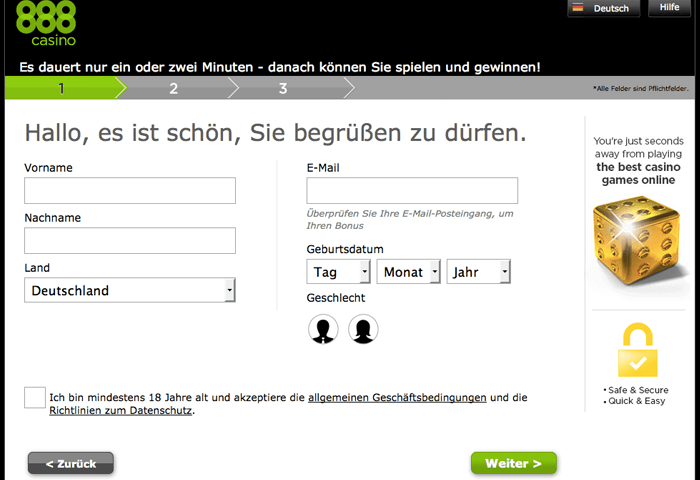 888
casino
Deutsch
Hilfe
Es dauert nur ein oder zwei Minuten - danach können Sie spielen und gewinnen!
1
2
3
*Alle Felder sind Pflichtfelder.
Hallo, es ist schön, Sie begrüßen zu dürfen.
Vorname
Nachname
Land
Deutschland
E-Mail
Überprüfen Sie Ihre E-Mail-Posteingang, um
Ihren Bonus
Geburtsdatum
Tag
Monat
Jahr
Geschlecht
You're just seconds
away from playing
the best casino
games online
• Safe & Secure
• Quick & Easy
Ich bin mindestens 18 Jahre alt und akzeptiere die allgemeinen Geschäftsbedingungen und die
Richtlinien zum Datenschutz.
< Zurück
Weiter >